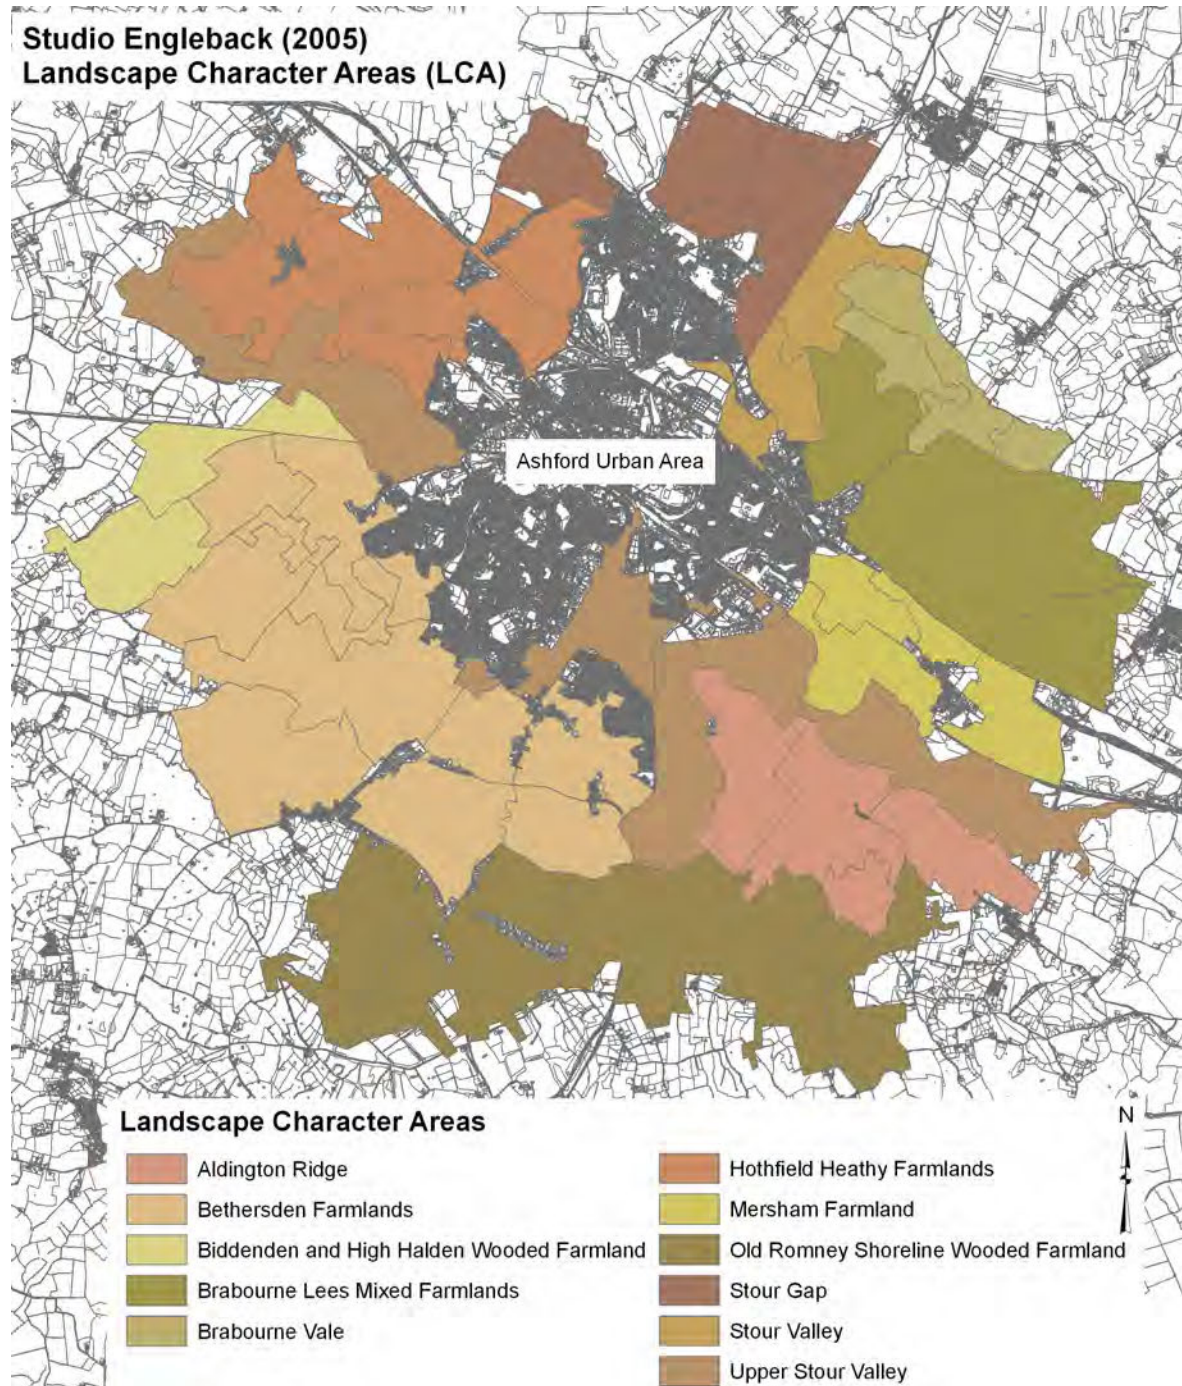 Studio Engleback (2005)
Landscape Character Areas (LCA)
Ashford Urban Area
Landscape Character Areas
Aldington Ridge
Bethersden Farmlands
Biddenden and High Halden Wooded Farmland
Brabourne Lees Mixed Farmlands
Brabourne Vale
Hothfield Heathy Farmlands
Mersham Farmland
Old Romney Shoreline Wooded Farmland
Stour Gap
Stour Valley
Upper Stour Valley
N